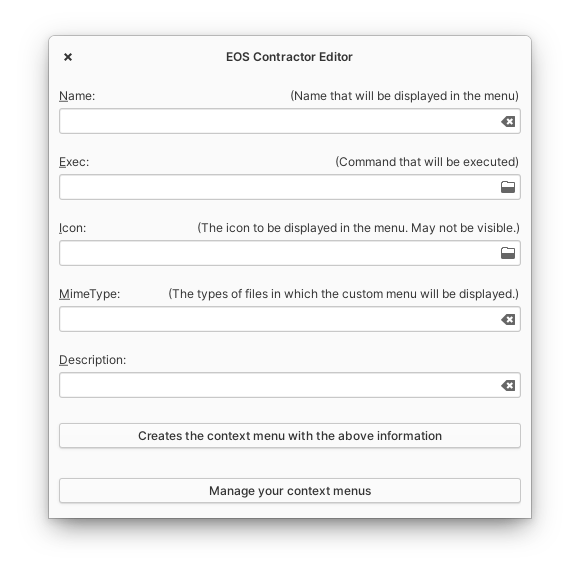 EOS Contractor Editor
Name: (Name that will be displayed in the menu)
Exec: (Command that will be executed)
Icon: (The icon to be displayed in the menu. May not be visible.)
MimeType: (The types of files in which the custom menu will be displayed.)
Description:
Creates the context menu with the above information
Manage your context menus